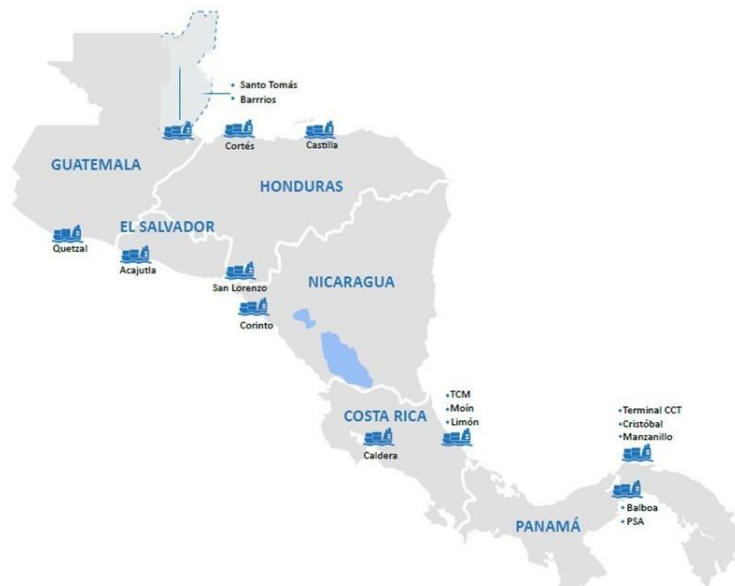 • Santo Tomás
• Barrrios
Cortés
Castilla
GUATEMALA
HONDURAS
EL SALVADOR
Quetzal
Acajutla
San Lorenzo
NICARAGUA
Corinto
•TCM
•Moín
•Limón
COSTA RICA
Caldera
•Terminal CCT
•Cristóbal
•Manzanillo
• Balboa
• PSA
PANAMÁ